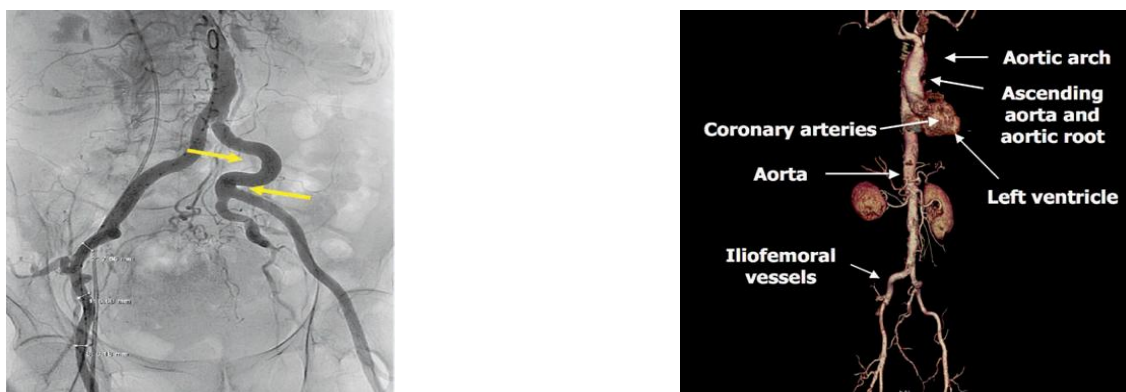 Aortic arch
Ascending
aorta and
aortic root
Coronary arteries
Aorta
Left ventricle
Iliofemoral
vessels